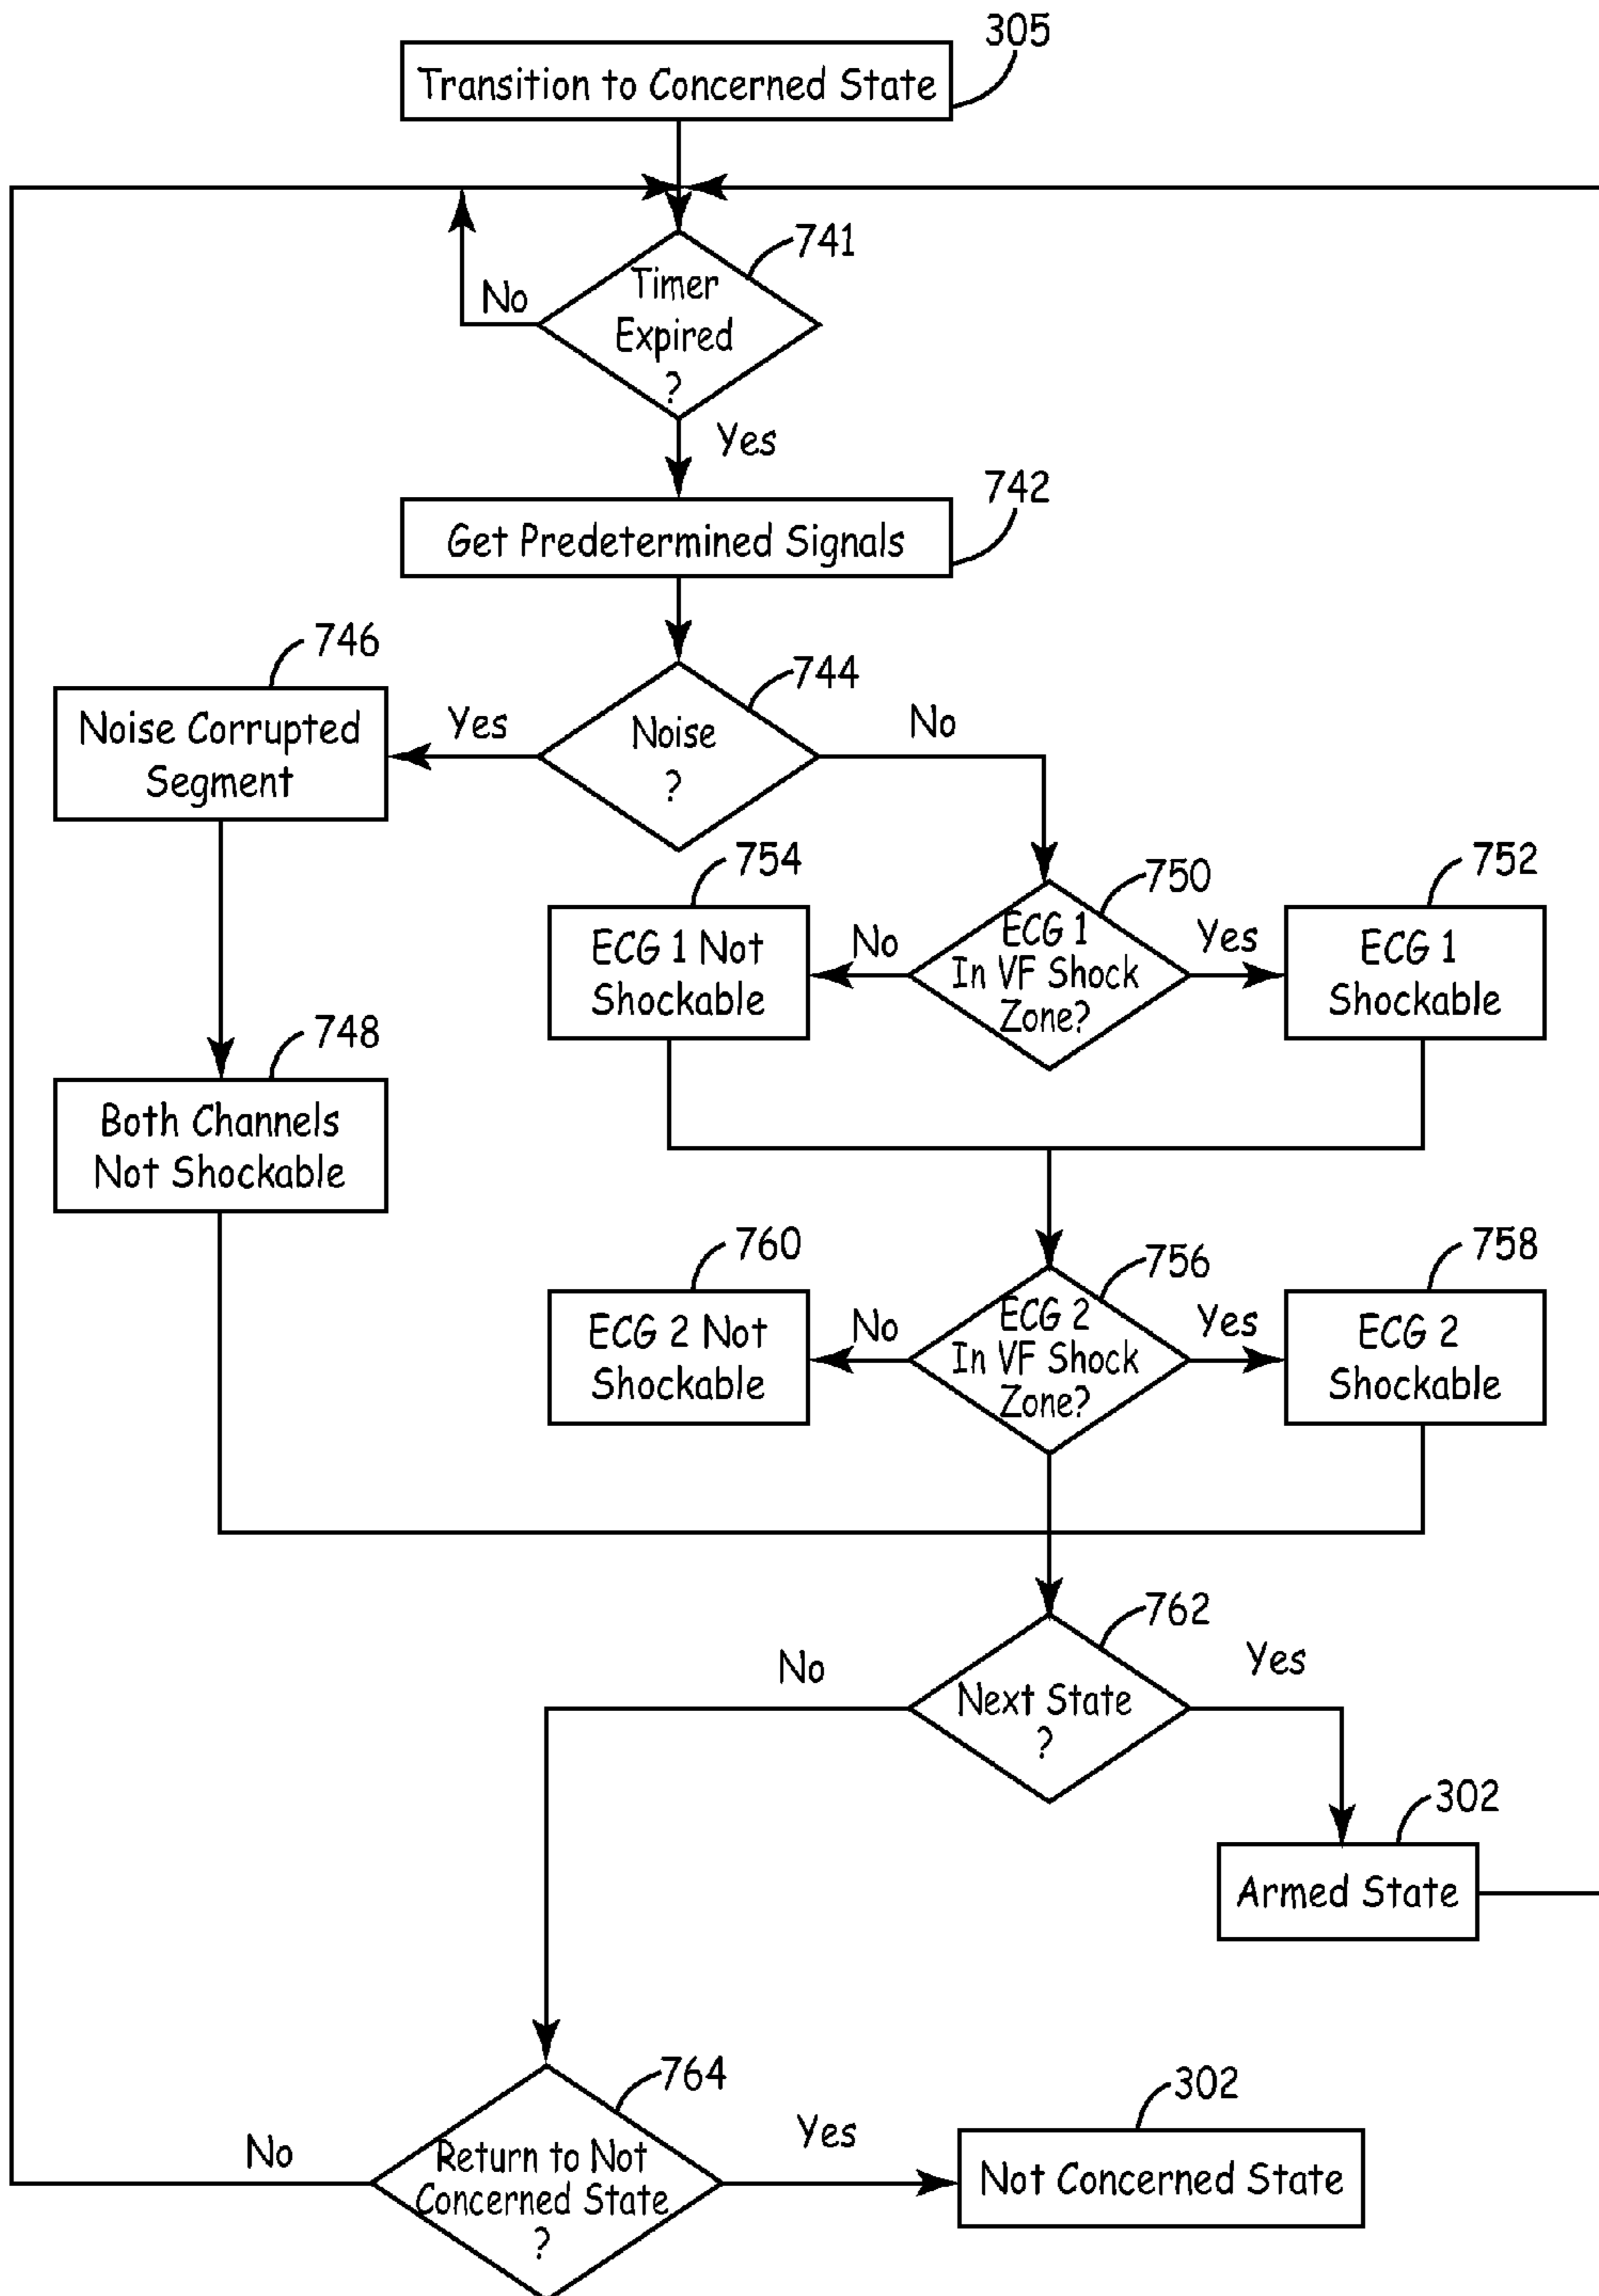 305
Transition to Concerned State
741
Timer
Expired
?
No
Yes
742
Get Predetermined Signals
746
744
Noise Corrupted
Segment
Yes
Noise
?
No
754
750
752
ECG 1 Not
Shockable
No
ECG 1
In VF Shock
Zone?
Yes
ECG 1
Shockable
748
Both Channels
Not Shockable
760
756
758
ECG 2 Not
Shockable
No
ECG 2
In VF Shock
Zone?
Yes
ECG 2
Shockable
762
No
Next State
?
Yes
302
Armed State
764
No
Return to Not
Concerned State
?
Yes
302
Not Concerned State